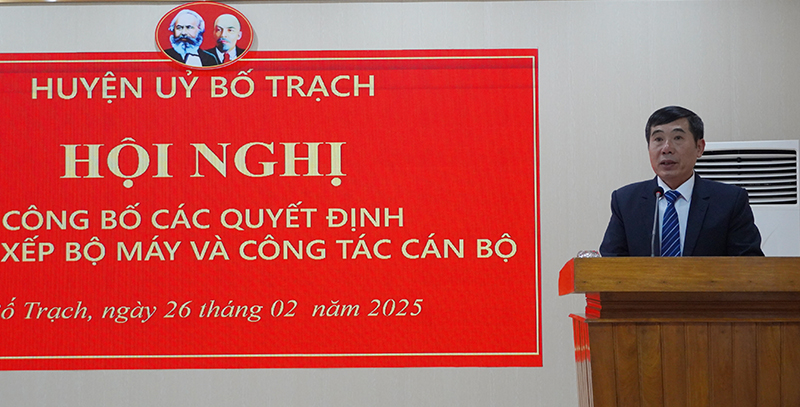 HUYỆN UỶ BỐ TRẠCH
HỘI NGHỊ
CÔNG BỐ CÁC QUYẾT ĐỊNH
XẾP BỘ MÁY VÀ CÔNG TÁC CÁN BỘ
ố Trạch, ngày 26 tháng 02 năm 2025